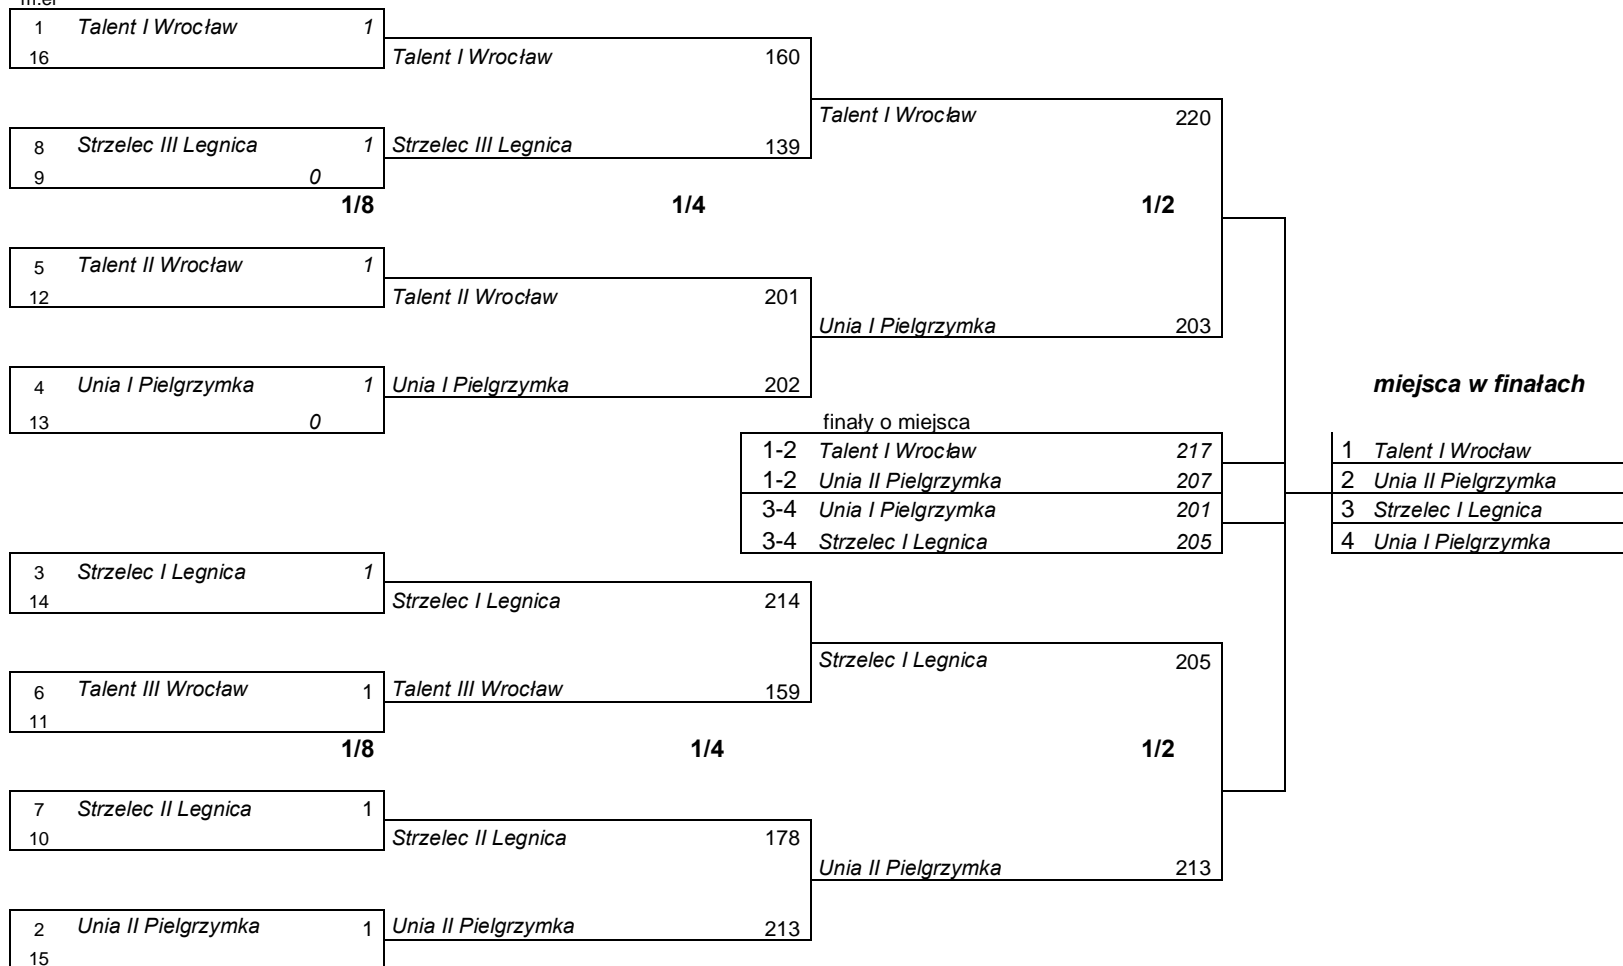 m.el
1 Talent I Wrocław 1
16 Talent I Wrocław 160
Talent I Wrocław 220
8 Strzelec III Legnica 1 Strzelec III Legnica 139
9 0
1/8 1/4 1/2
5 Talent II Wrocław 1
12 Talent II Wrocław 201
Unia I Pielgrzymka 203
4 Unia I Pielgrzymka 1 Unia I Pielgrzymka 202 miejsca w finałach
13 0 finały o miejsca
1-2 Talent I Wrocław 217 1 Talent I Wrocław
1-2 Unia II Pielgrzymka 207 2 Unia II Pielgrzymka
3-4 Unia I Pielgrzymka 201 3 Strzelec I Legnica
3-4 Strzelec I Legnica 205 4 Unia I Pielgrzymka
3 Strzelec I Legnica 1
14 Strzelec I Legnica 214
Strzelec I Legnica 205
6 Talent III Wrocław 1 Talent III Wrocław 159
11
1/8 1/4 1/2
7 Strzelec II Legnica 1
10 Strzelec II Legnica 178
Unia II Pielgrzymka 213
2 Unia II Pielgrzymka 1 Unia II Pielgrzymka 213
15